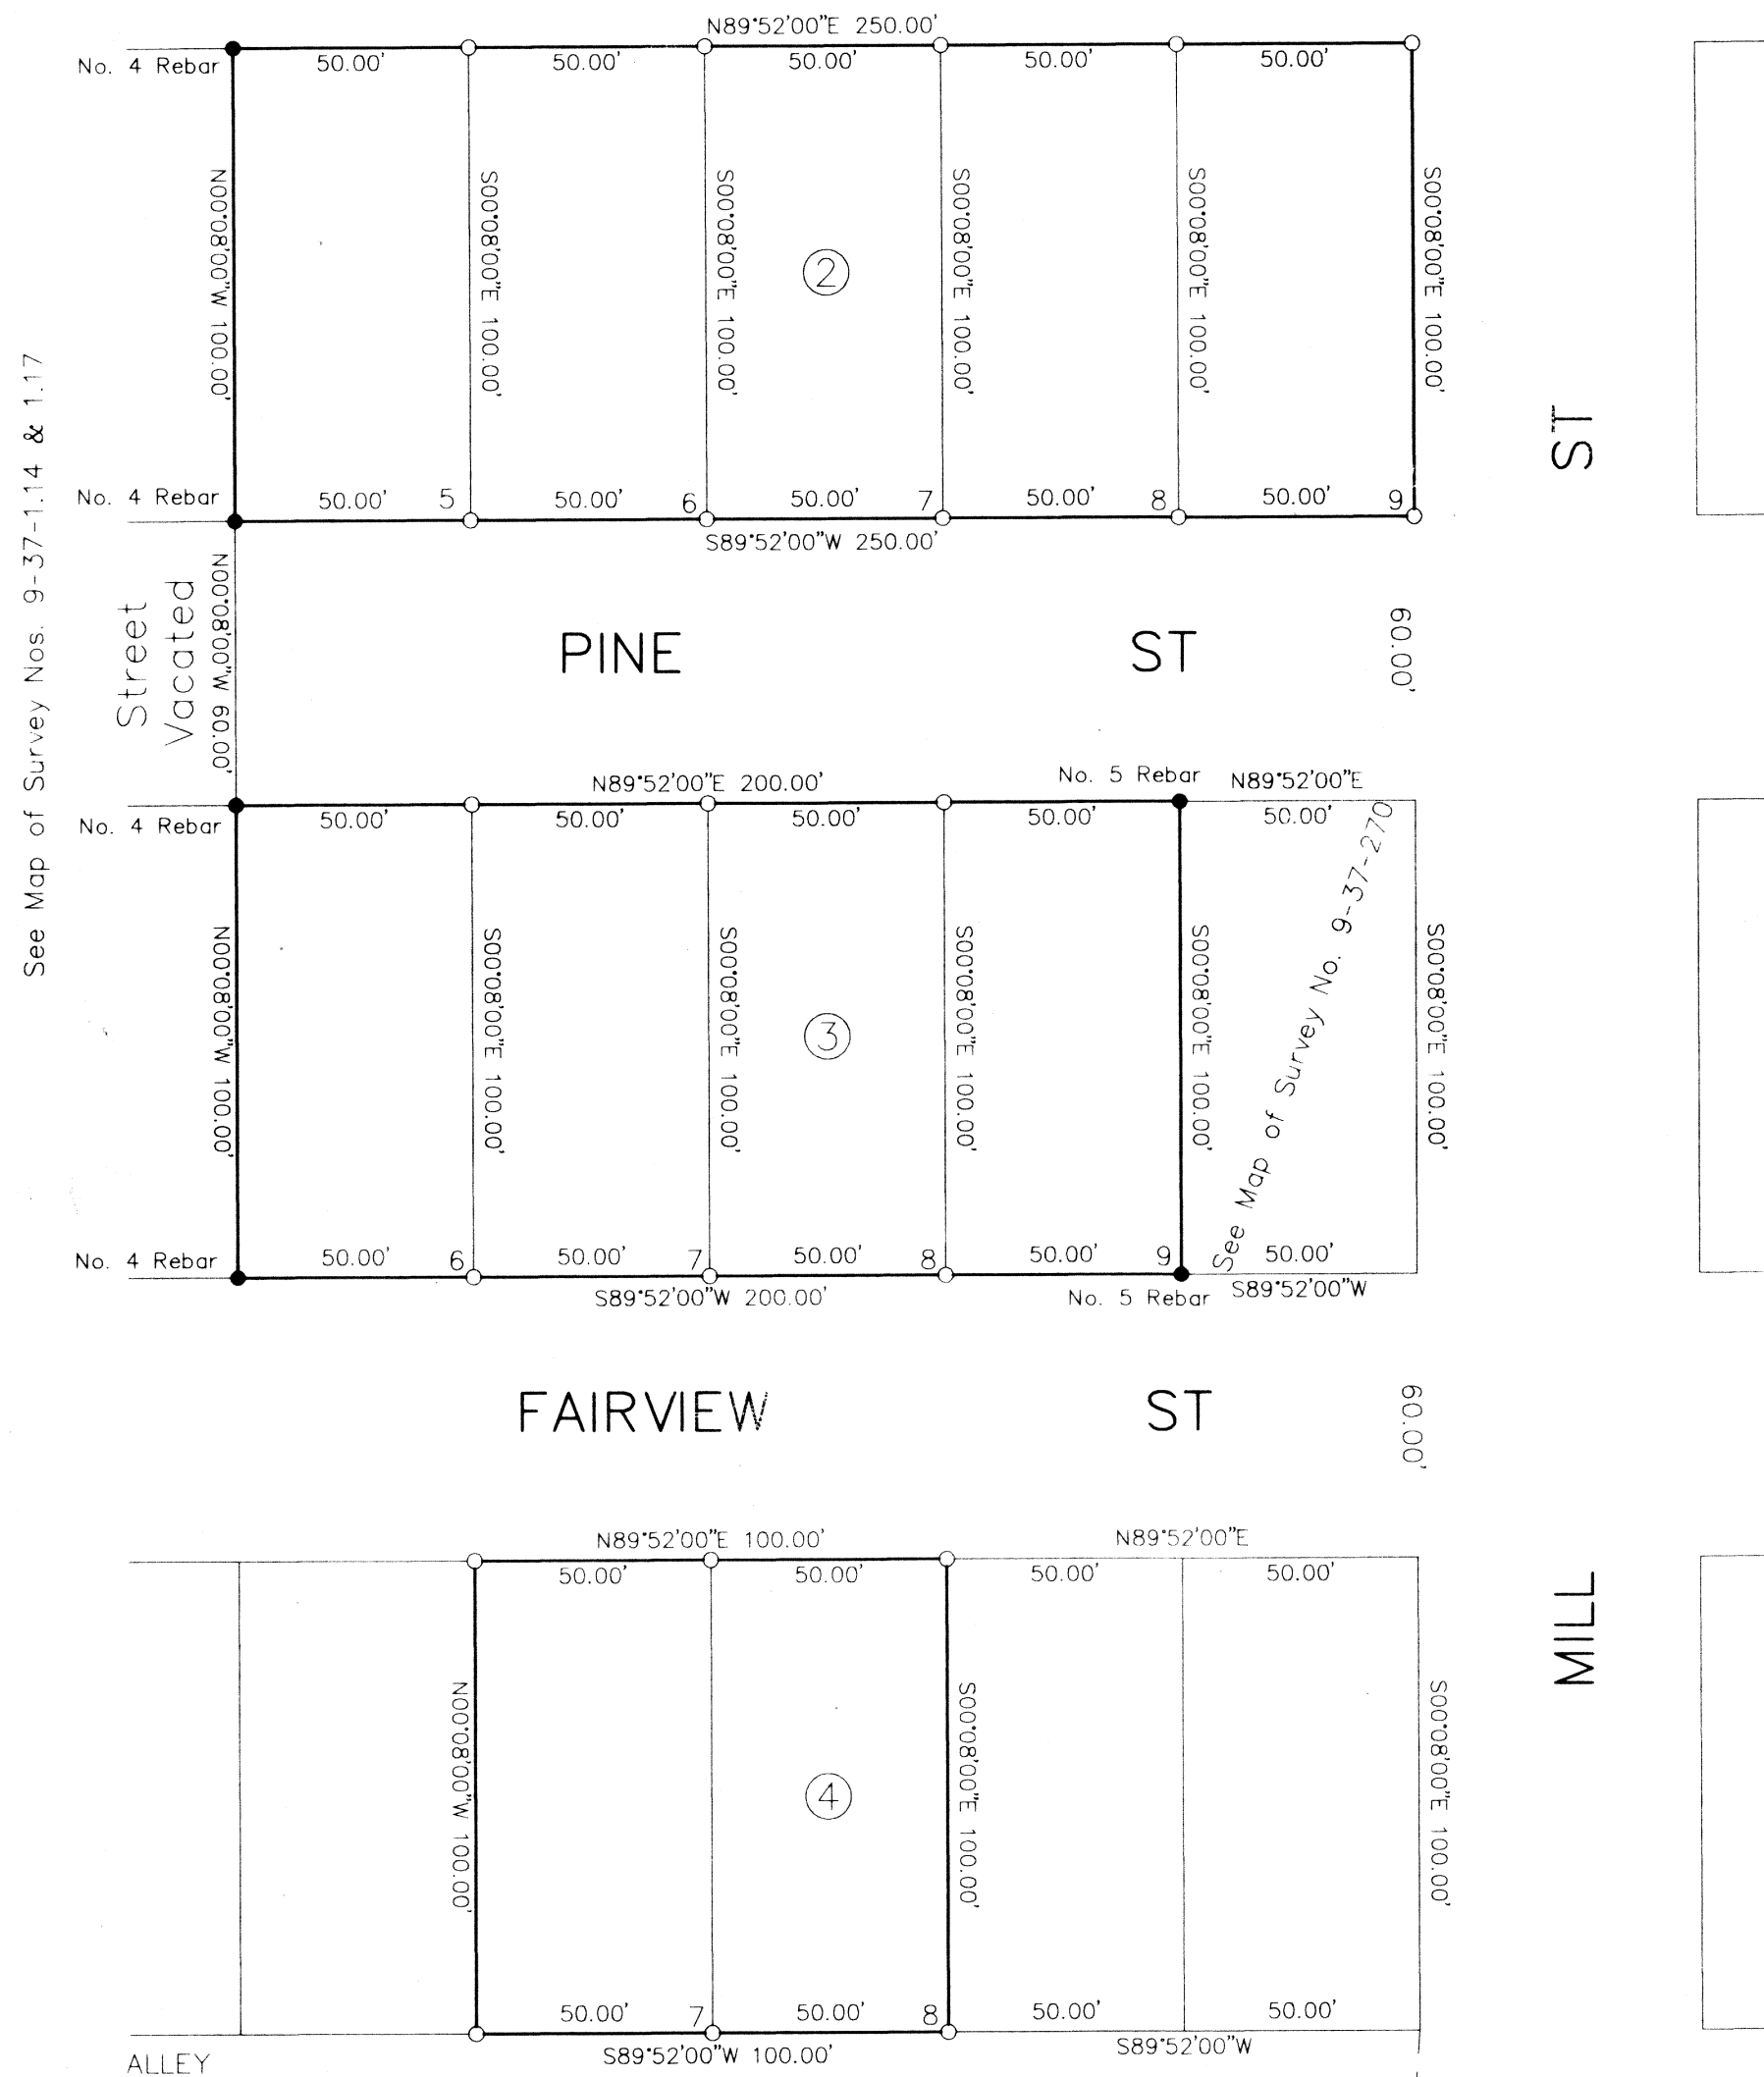 N89°52'00"E 250.00'
No. 4 Rebar
50.00'
50.00'
50.00'
50.00'
50.00'
N00°08'00"W 100.00'
S00°08'00"E 100.00'
S00°08'00"E 100.00'
2
S00°08'00"E 100.00'
S00°08'00"E 100.00'
S00°08'00"E 100.00'
See Map of Survey Nos. 9-37-1.14 & 1.17
ST
No. 4 Rebar
50.00'
5
50.00'
6
50.00'
7
50.00'
8
50.00'
9
S89°52'00"W 250.00'
Street
Vacated
N00°08'00"W 60.00'
PINE ST
60.00'
N89°52'00"E 200.00'
No. 5 Rebar
N89°52'00"E
No. 4 Rebar
50.00'
50.00'
50.00'
50.00'
50.00'
N00°08'00"W 100.00'
S00°08'00"E 100.00'
S00°08'00"E 100.00'
3
S00°08'00"E 100.00'
S00°08'00"E 100.00'
See Map of Survey No. 9-37-270
S00°08'00"E 100.00'
No. 4 Rebar
50.00'
6
50.00'
7
50.00'
8
50.00'
9
50.00'
S89°52'00"W 200.00'
No. 5 Rebar
S89°52'00"W
FAIRVIEW ST
60.00'
N89°52'00"E 100.00'
N89°52'00"E
50.00'
50.00'
50.00'
50.00'
MILL
N00°08'00"W 100.00'
4
S00°08'00"E 100.00'
S00°08'00"E 100.00'
50.00'
7
50.00'
8
50.00'
50.00'
S89°52'00"W 100.00'
S89°52'00"W
ALLEY